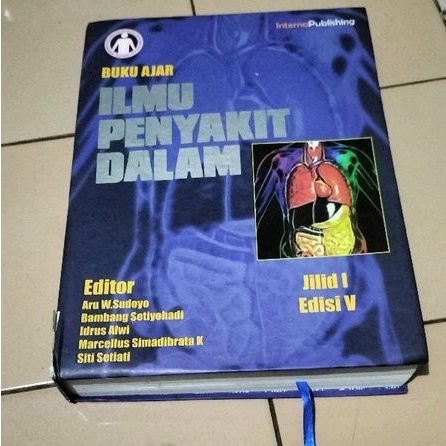 InternaPublishing
BUKU AJAR
ILMU
PENYAKIT
DALAM
Jilid I
Edisi V
Editor
Aru W.Sudoyo
Bambang Setiyohadi
Idrus Alwi
Marcellus Simadibrata K
Siti Setiati